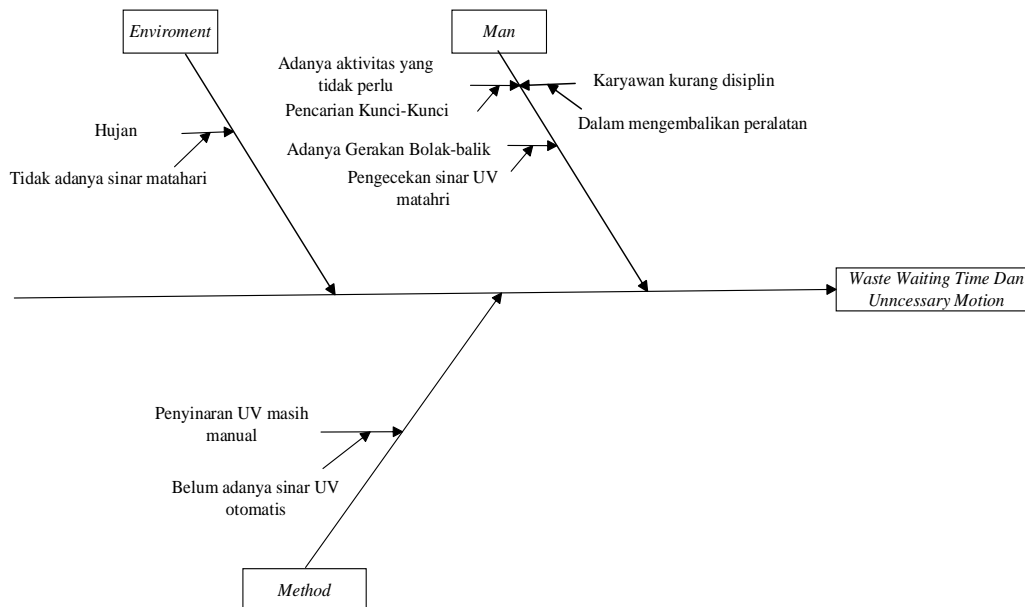 Enviroment
Man
Adanya aktivitas yang
tidak perlu
Pencarian Kunci-Kunci
Karyawan kurang disiplin
Dalam mengembalikan peralatan
Hujan
Tidak adanya sinar matahari
Adanya Gerakan Bolak-balik
Pengecekan sinar UV
matahri
Waste Waiting Time Dan
Unncessary Motion
Penyinaran UV masih
manual
Belum adanya sinar UV
otomatis
Method